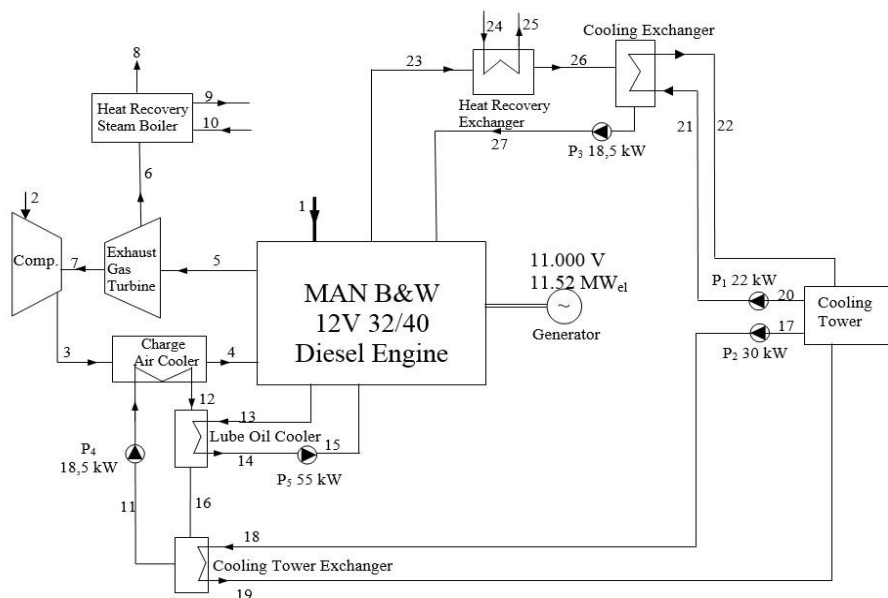 24
25
Cooling Exchanger
8
23
26
Heat Recovery
Exchanger
9
Heat Recovery
Steam Boiler
10
21
22
27
P3 18,5 kW
6
2
1
Comp.
7
Exhaust
Gas
Turbine
5
MAN B&W
12V 32/40
Diesel Engine
11.000 V
11.52 MWel
~
Generator
P1 22 kW
20
Cooling
Tower
17
P2 30 kW
3
Charge
Air Cooler
4
12
13
Lube Oil Cooler
P4
18,5 kW
14
15
P5 55 kW
11
16
18
Cooling Tower Exchanger
19